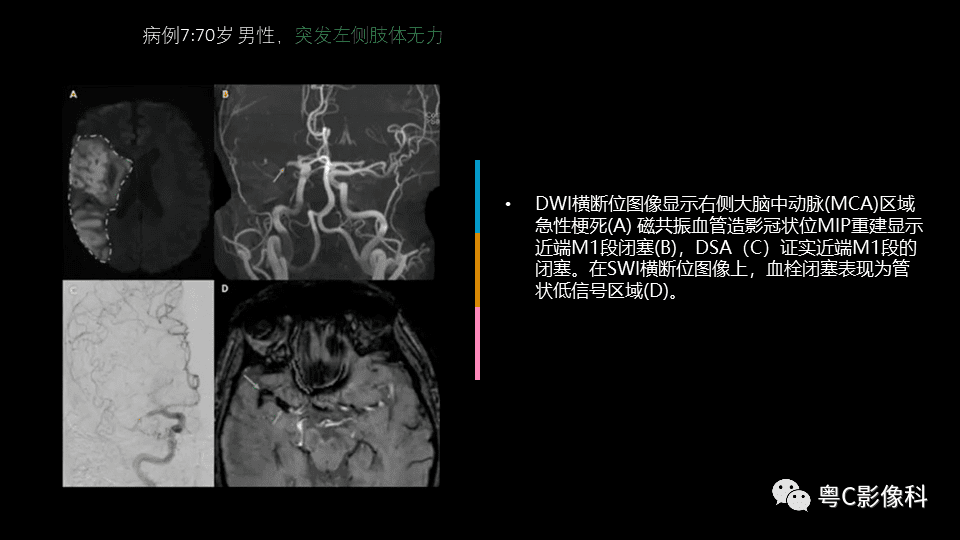 病例7:70岁 男性，突发左侧肢体无力
A
B
C
D
• DWI横断位图像显示右侧大脑中动脉(MCA)区域
急性梗死(A) 磁共振血管造影冠状位MIP重建显示
近端M1段闭塞(B)，DSA（C）证实近端M1段的
闭塞。在SWI横断位图像上，血栓闭塞表现为管
状低信号区域(D)。
粤C影像科